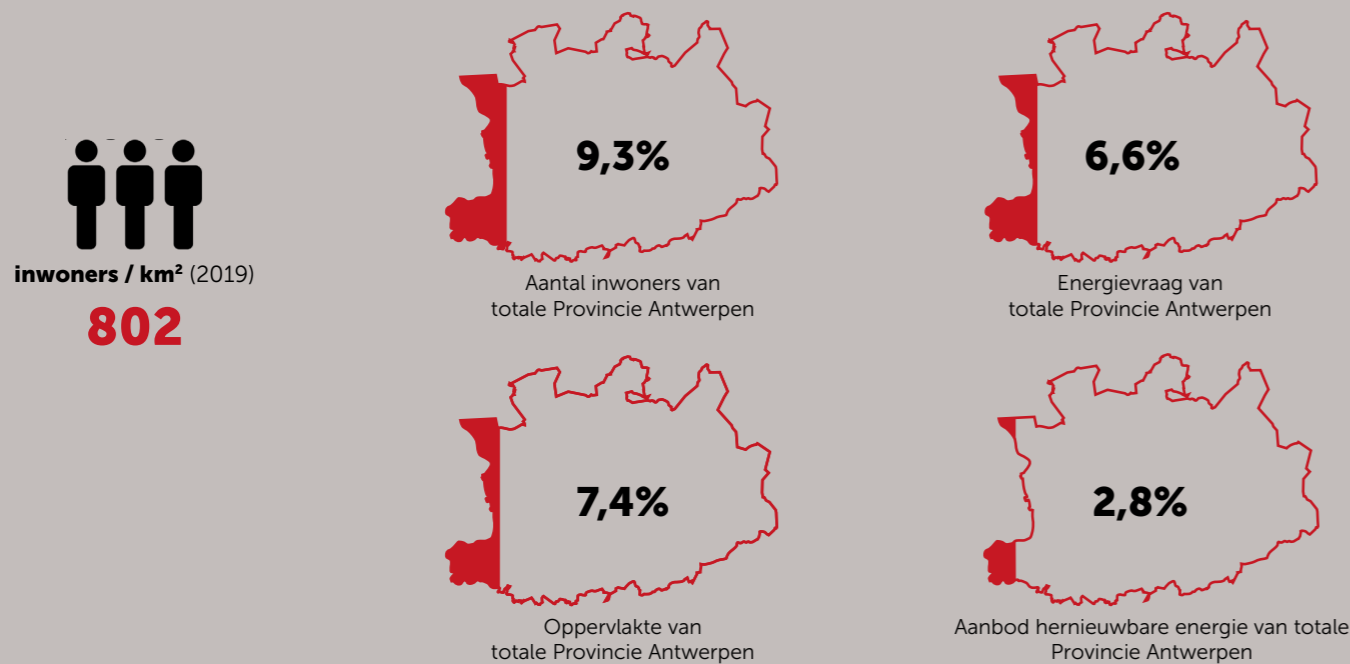 inwoners / km² (2019)
802
9,3%
Aantal inwoners van
totale Provincie Antwerpen
6,6%
Energievraag van
totale Provincie Antwerpen
7,4%
Oppervlakte van
totale Provincie Antwerpen
2,8%
Aanbod hernieuwbare energie van totale
Provincie Antwerpen